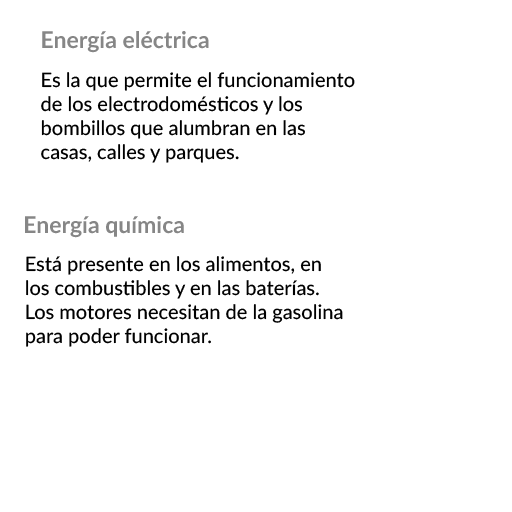 Energía eléctrica
Es la que permite el funcionamiento
de los electrodomésticos y los
bombillos que alumbran en las
casas, calles y parques.
Energía química
Está presente en los alimentos, en
los combustibles y en las baterías.
Los motores necesitan de la gasolina
para poder funcionar.